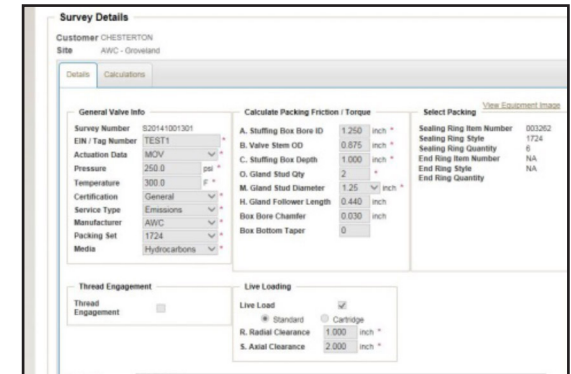 Survey Details
Customer CHESTERTON
Site AWC - Groveland
Details Calculations
General Valve Info
Survey Number S20141001301
EIN / Tag Number TEST1 *
Actuation Data MOV *
Pressure 250.0 psi *
Temperature 300.0 F *
Certification General *
Service Type Emissions *
Manufacturer AWC *
Packing Set 1724 *
Media Hydrocarbons *
Calculate Packing Friction / Torque
A. Stuffing Box Bore ID 1.250 inch *
B. Valve Stem OD 0.875 inch *
C. Stuffing Box Depth 1.000 inch *
O. Gland Stud Qty 2 *
M. Gland Stud Diameter 1.25 inch *
H. Gland Follower Length 0.440 inch
Box Bore Chamfer 0.030 inch
Box Bottom Taper 0
View Equipment Image
Select Packing
Sealing Ring Item Number 003262
Sealing Ring Style 1724
Sealing Ring Quantity 6
End Ring Item Number NA
End Ring Style NA
End Ring Quantity
Thread Engagement
Thread Engagement
Live Loading
Live Load
Standard Cartridge
R. Radial Clearance 1.000 inch *
S. Axial Clearance 2.000 inch *